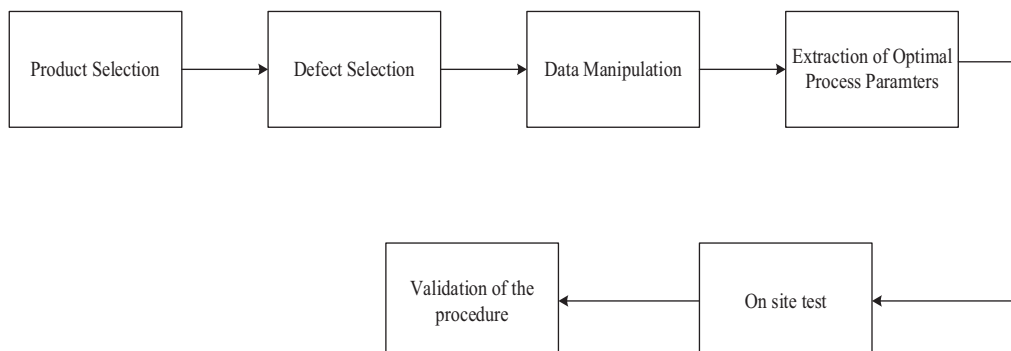 Product Selection
Defect Selection
Data Manipulation
Extraction of Optimal
Process Paramters
Validation of the
procedure
On site test